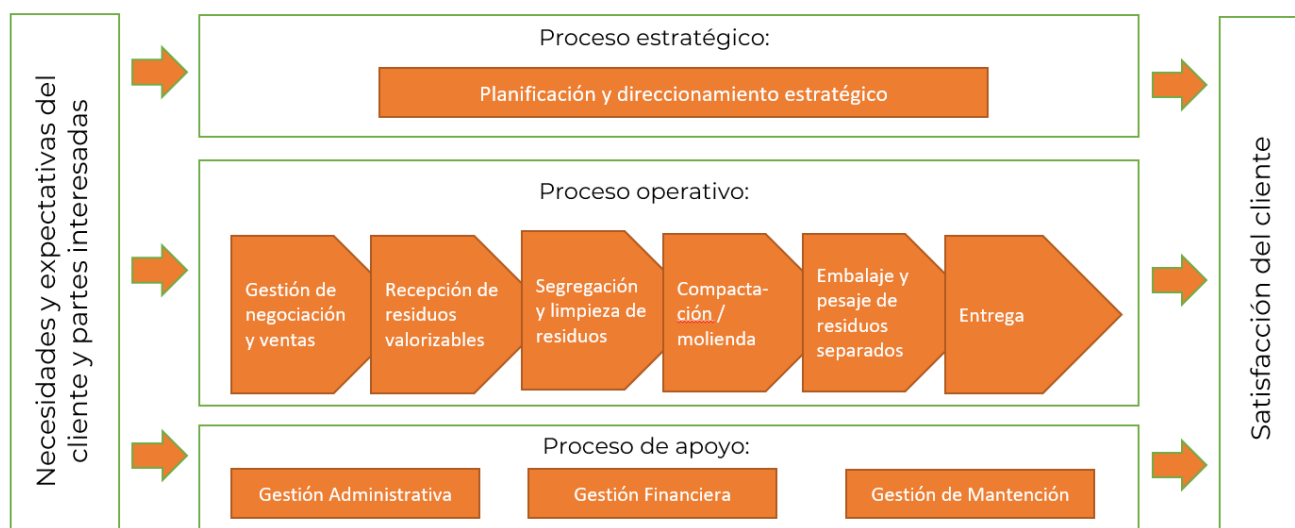 Necesidades y expectativas del
cliente y partes interesadas
Proceso estratégico:
Planificación y direccionamiento estratégico
Proceso operativo:
Gestión de
negociación
y ventas
Recepción de
residuos
valorizables
Segregación
y limpieza de
residuos
Compacta-
ción /
molienda
Embalaje y
pesaje de
residuos
separados
Entrega
Proceso de apoyo:
Gestión Administrativa
Gestión Financiera
Gestión de Mantención
Satisfacción del cliente